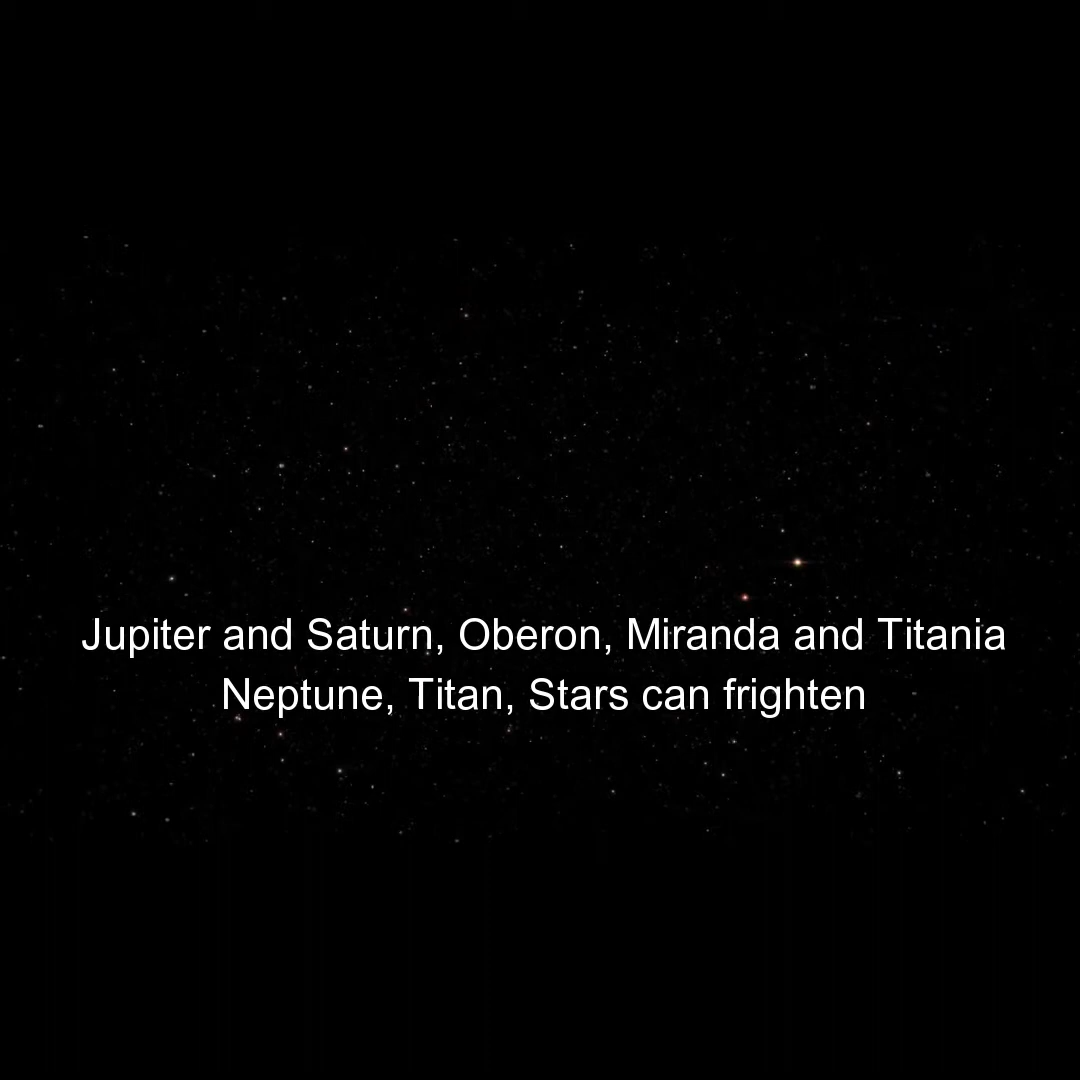 Jupiter and Saturn, Oberon, Miranda and Titania
Neptune, Titan, Stars can frighten